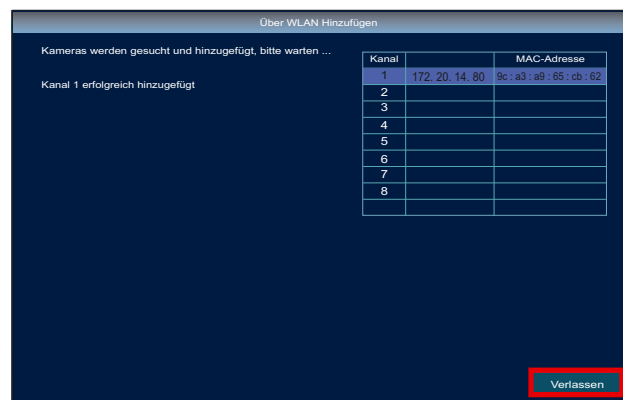 Über WLAN Hinzufügen
Kameras werden gesucht und hinzugefügt, bitte warten ...
Kanal 1 erfolgreich hinzugefügt
Kanal MAC-Adresse
1 172. 20. 14. 80 9c : a3 : a9 : 65 : cb : 62
2
3
4
5
6
7
8
Verlassen